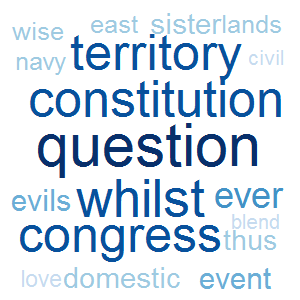 wise east sisterlands
navy territory civil
constitution
question
evils whilst ever
blend
congress thus
love domestic event